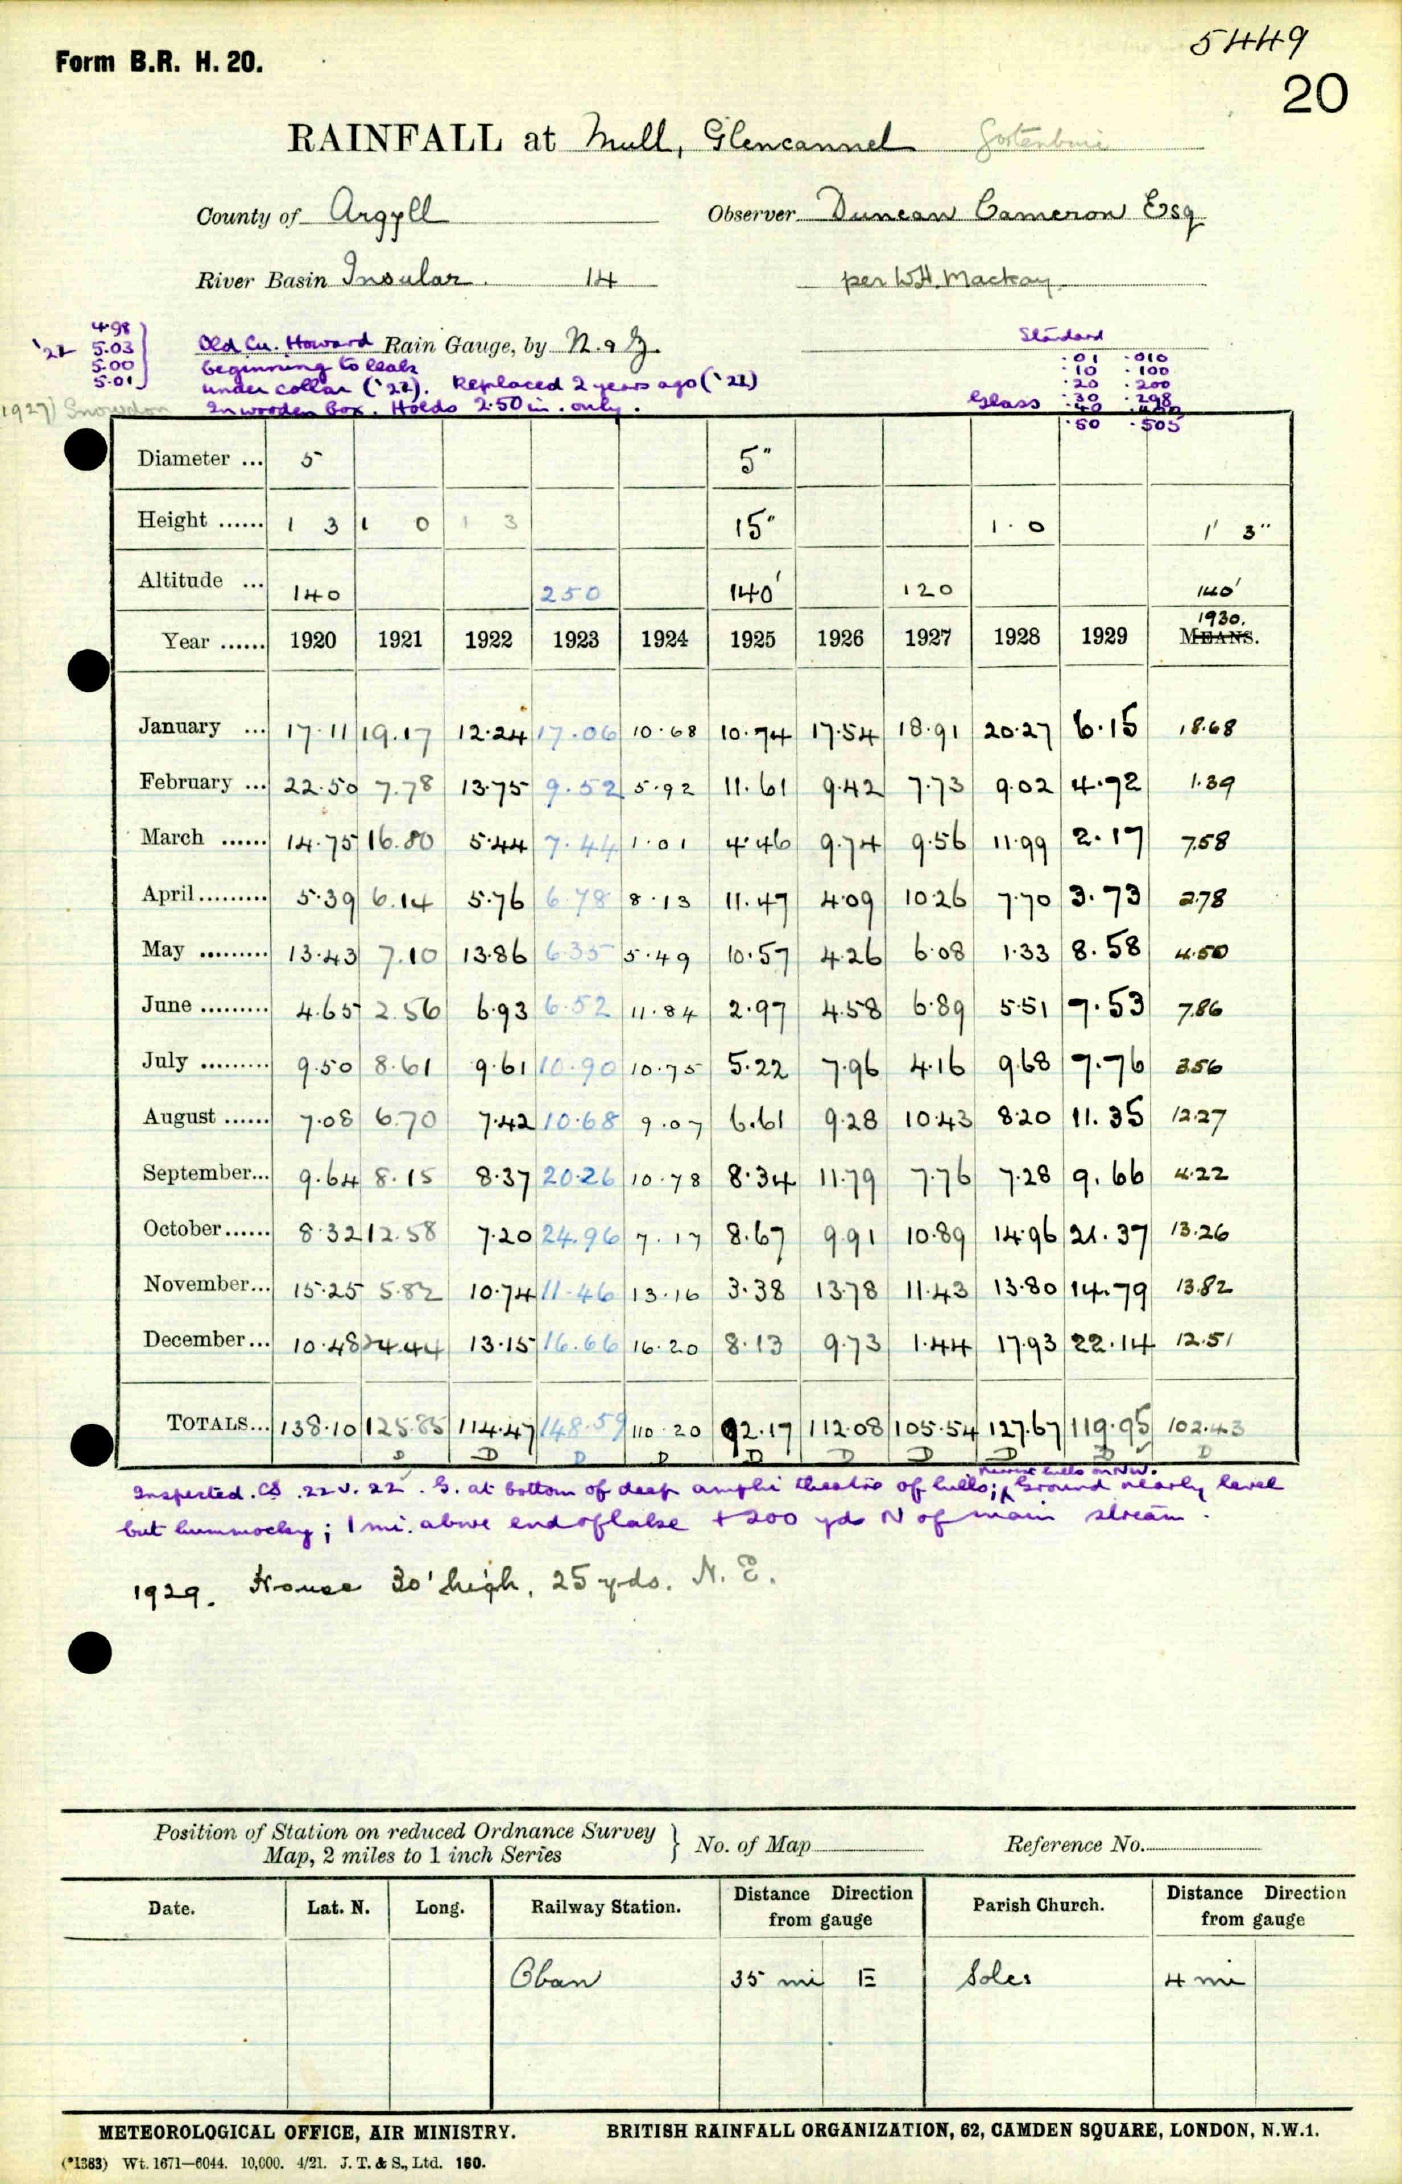 5449
Form B.R. H. 20.
20
RAINFALL at Mull, Glencannel
County of Argyll Observer Duncan Cameron Esq
River Basin Insular. 14 per W.H. Mackay
'22 4.98 5.03 5.00 5.01
Old Cu. Howard Rain Gauge, by N. & Z.
beginning to leak
under collar ('22). Replaced 2 years ago ('22)
In wooden box. Holds 2.50 in. only.
1927) Snowdon
Standard
.01 .010
.10 .100
.20 .200
Glass .30 .298
.40
.50 .505
Diameter ... 5 5"
Height ...... 1 3 1 0 1 3 15" 1. 0 1' 3"
Altitude ... 140 250 140' 120 140'
1930.
Year ...... 1920 1921 1922 1923 1924 1925 1926 1927 1928 1929 MEANS.
January ... 17.11 19.17 12.24 17.06 10.68 10.74 17.54 18.91 20.27 6.15 18.68
February ... 22.50 7.78 13.75 9.52 5.92 11.61 9.42 7.73 9.02 4.72 1.39
March ...... 14.75 16.80 5.44 7.44 1.01 4.46 9.74 9.56 11.99 2.17 7.58
April ......... 5.39 6.14 5.76 6.78 8.13 11.47 4.09 10.26 7.70 3.73 2.78
May ......... 13.43 7.10 13.86 6.35 5.49 10.57 4.26 6.08 1.33 8.58 4.50
June ......... 4.65 2.56 6.93 6.52 11.84 2.97 4.58 6.89 5.51 7.53 7.86
July ......... 9.50 8.61 9.61 10.90 10.75 5.22 7.96 4.16 9.68 7.76 3.56
August ...... 7.08 6.70 7.42 10.68 9.07 6.61 9.28 10.43 8.20 11.35 12.27
September... 9.64 8.15 8.37 20.26 10.78 8.34 11.79 7.76 7.28 9.66 4.22
October...... 8.32 12.58 7.20 24.96 7.17 8.67 9.91 10.89 14.96 21.37 13.26
November... 15.25 5.82 10.74 11.46 13.16 3.38 13.78 11.43 13.80 14.79 13.82
December... 10.48 24.44 13.15 16.66 16.20 8.13 9.73 1.44 17.93 22.14 12.51
TOTALS... 138.10 125.85 114.47 148.59 110.20 92.17 112.08 105.54 127.67 119.95 102.43
D D D D D D D D D D
Inspected. CS .22 V. 22. G. at bottom of deep amphi theatre of hills; Ground nearly level
but hummocky; 1 mi. above end of lake + 200 yds N of main stream.
1929. House 30' high, 25 yds. N. E.
Position of Station on reduced Ordnance Survey
Map, 2 miles to 1 inch Series } No. of Map Reference No.
Date. Lat. N. Long. Railway Station. Distance Direction from gauge Parish Church. Distance Direction from gauge
Oban 35 mi E Salen 4 mi
METEOROLOGICAL OFFICE, AIR MINISTRY. BRITISH RAINFALL ORGANIZATION, 62, CAMDEN SQUARE, LONDON, N.W.1.
(*1383) Wt. 1671—6044. 10,000. 4/21. J. T. & S., Ltd. 160.